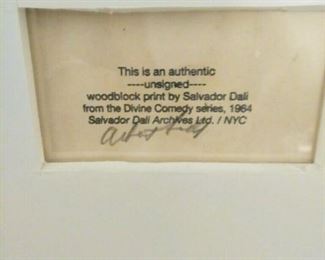 This is an authentic
----unsigned----
woodblock print by Salvador Dali
from the Divine Comedy series, 1964
Salvador Dali Archives Ltd. / NYC